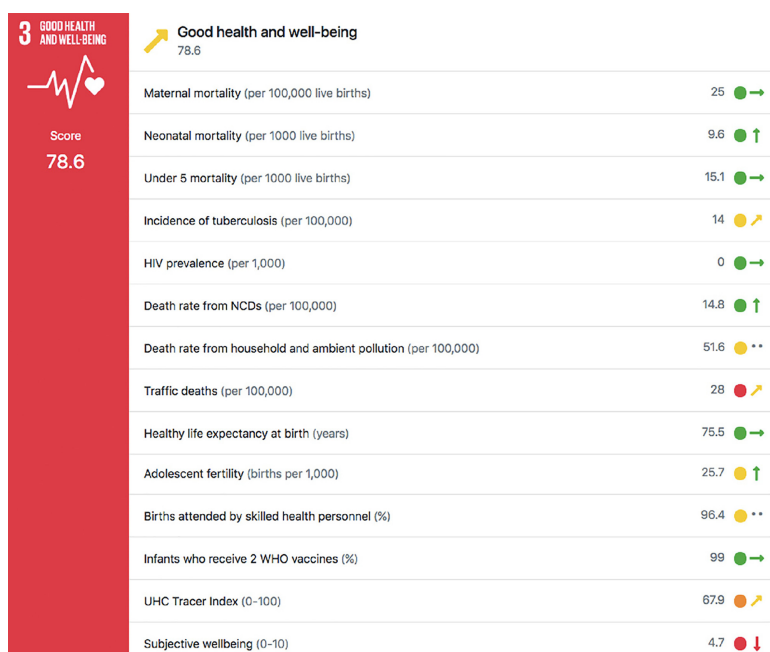 3 GOOD HEALTH
AND WELL-BEING
Score
78.6
Good health and well-being
78.6
Maternal mortality (per 100,000 live births) 25
Neonatal mortality (per 1000 live births) 9.6
Under 5 mortality (per 1000 live births) 15.1
Incidence of tuberculosis (per 100,000) 14
HIV prevalence (per 1,000) 0
Death rate from NCDs (per 100,000) 14.8
Death rate from household and ambient pollution (per 100,000) 51.6
Traffic deaths (per 100,000) 28
Healthy life expectancy at birth (years) 75.5
Adolescent fertility (births per 1,000) 25.7
Births attended by skilled health personnel (%) 96.4
Infants who receive 2 WHO vaccines (%) 99
UHC Tracer Index (0-100) 67.9
Subjective wellbeing (0-10) 4.7